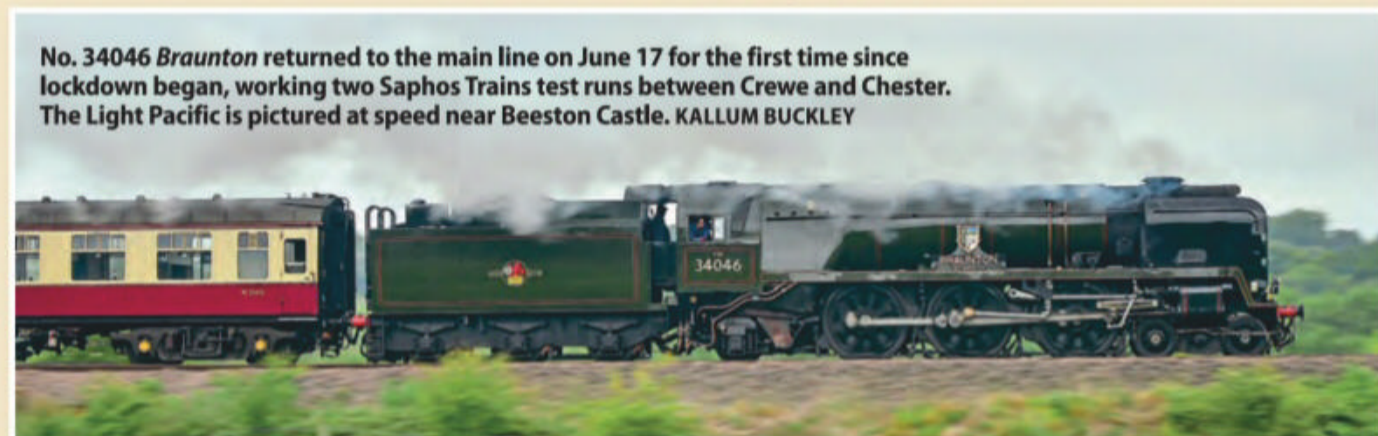 No. 34046 Braunton returned to the main line on June 17 for the first time since
lockdown began, working two Saphos Trains test runs between Crewe and Chester.
The Light Pacific is pictured at speed near Beeston Castle. KALLUM BUCKLEY
34046